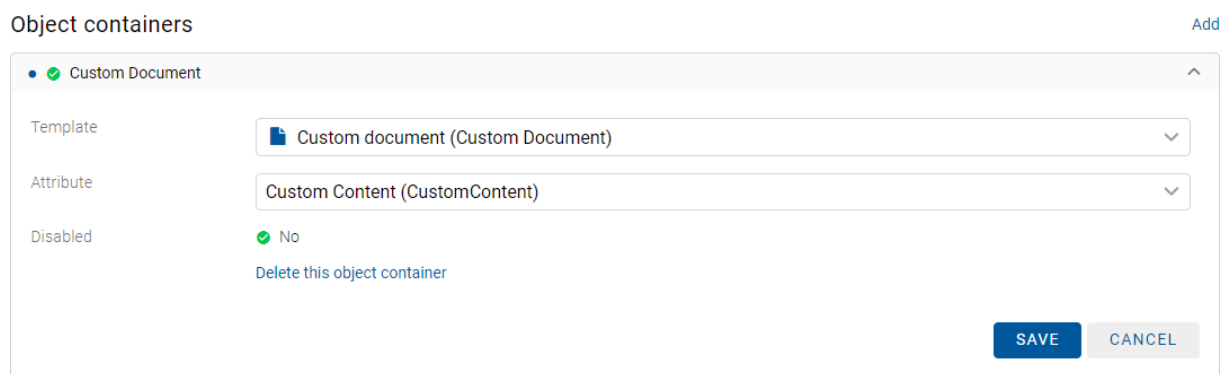 Object containers
Add
Custom Document
Template
Custom document (Custom Document)
Attribute
Custom Content (CustomContent)
Disabled
No
Delete this object container
SAVE
CANCEL